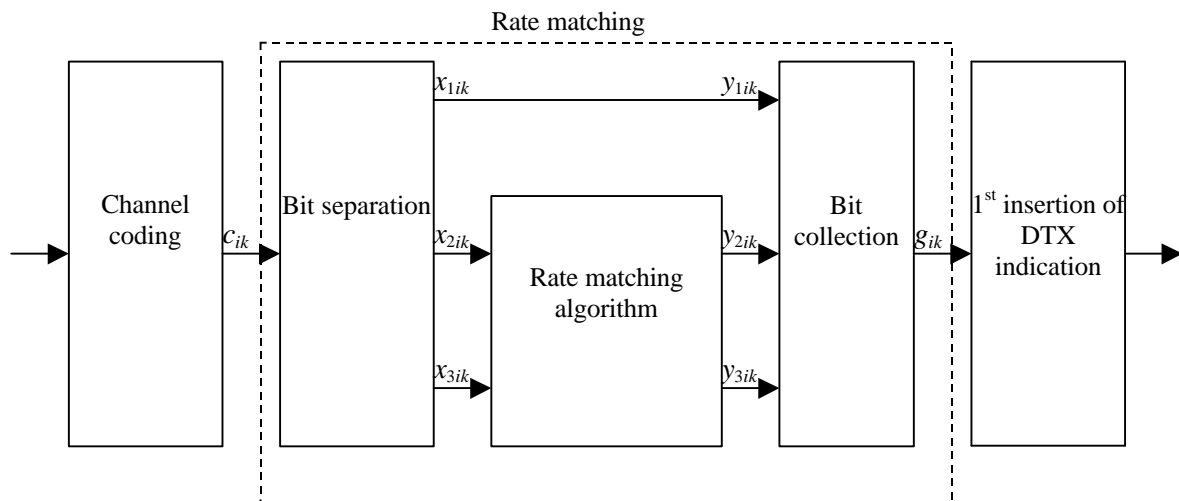 Rate matching
x1ik
y1ik
Channel
coding
Bit separation
Bit
collection
1st insertion of
DTX
indication
cik
x2ik
y2ik
gik
Rate matching
algorithm
x3ik
y3ik